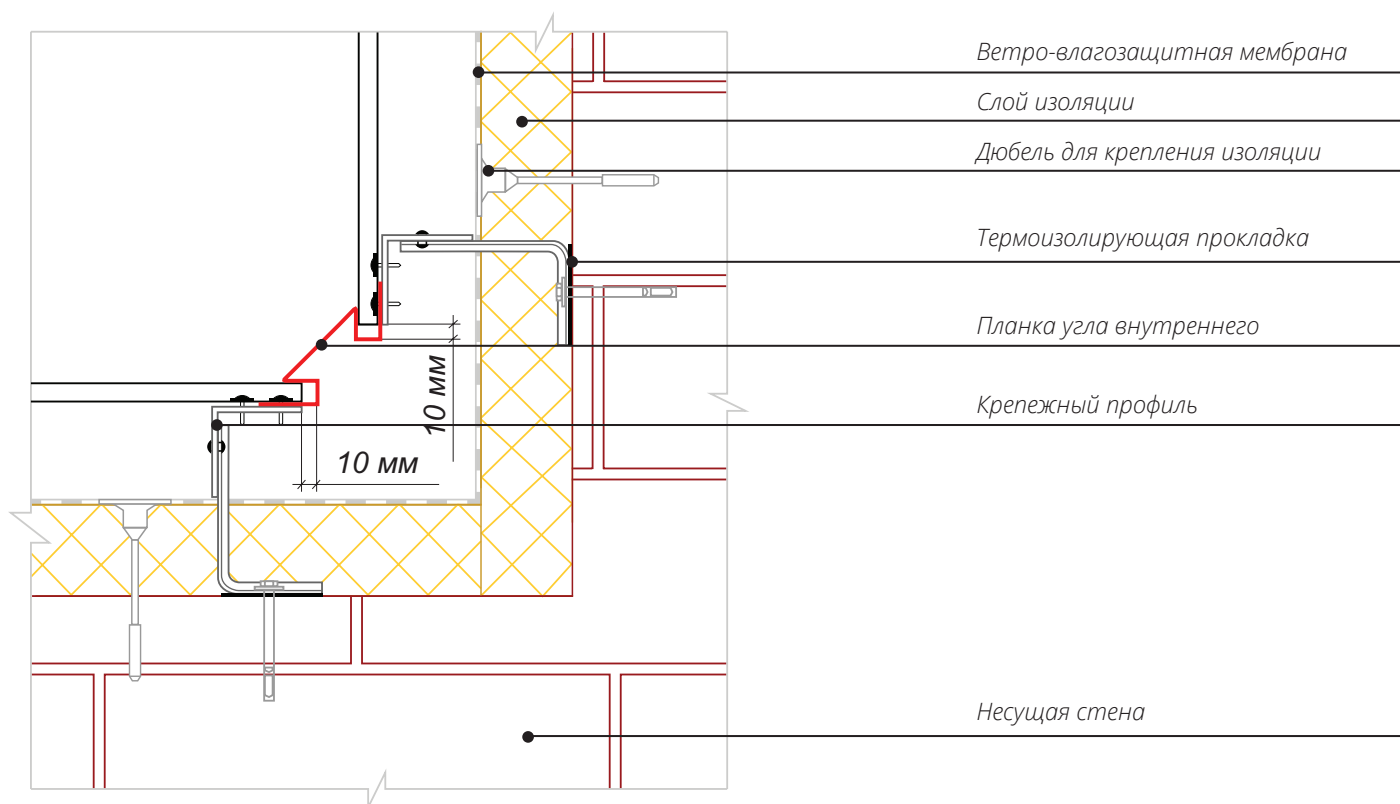 Ветро-влагозащитная мембрана
Слой изоляции
Дюбель для крепления изоляции
Термоизолирующая прокладка
Планка угла внутреннего
Крепежный профиль
10 мм
10 мм
Несущая стена